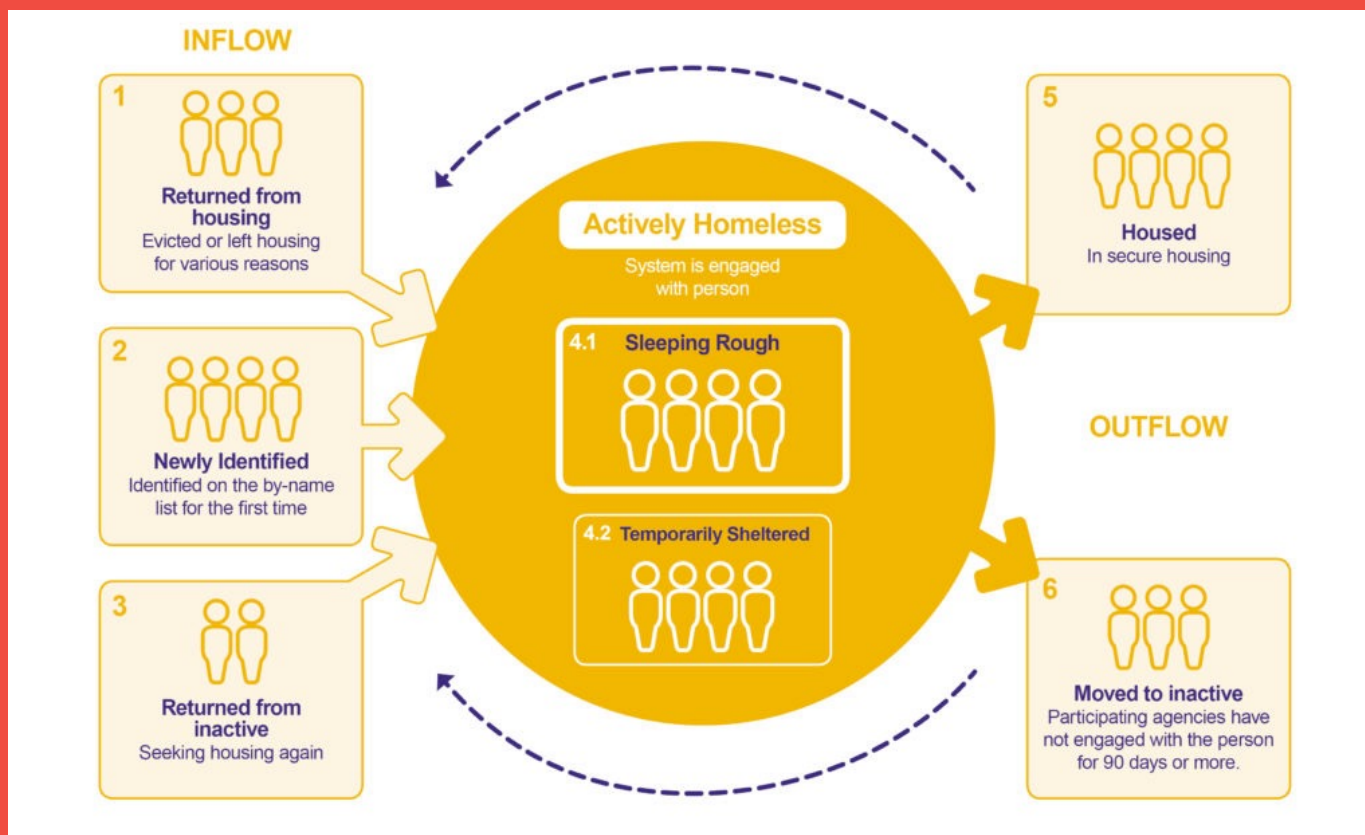 INFLOW
1
Returned from
housing
Evicted or left housing
for various reasons
2
Newly Identified
Identified on the by-name
list for the first time
3
Returned from
inactive
Seeking housing again
Actively Homeless
System is engaged
with person
4.1 Sleeping Rough
4.2 Temporarily Sheltered
5
Housed
In secure housing
OUTFLOW
6
Moved to inactive
Participating agencies have
not engaged with the person
for 90 days or more.